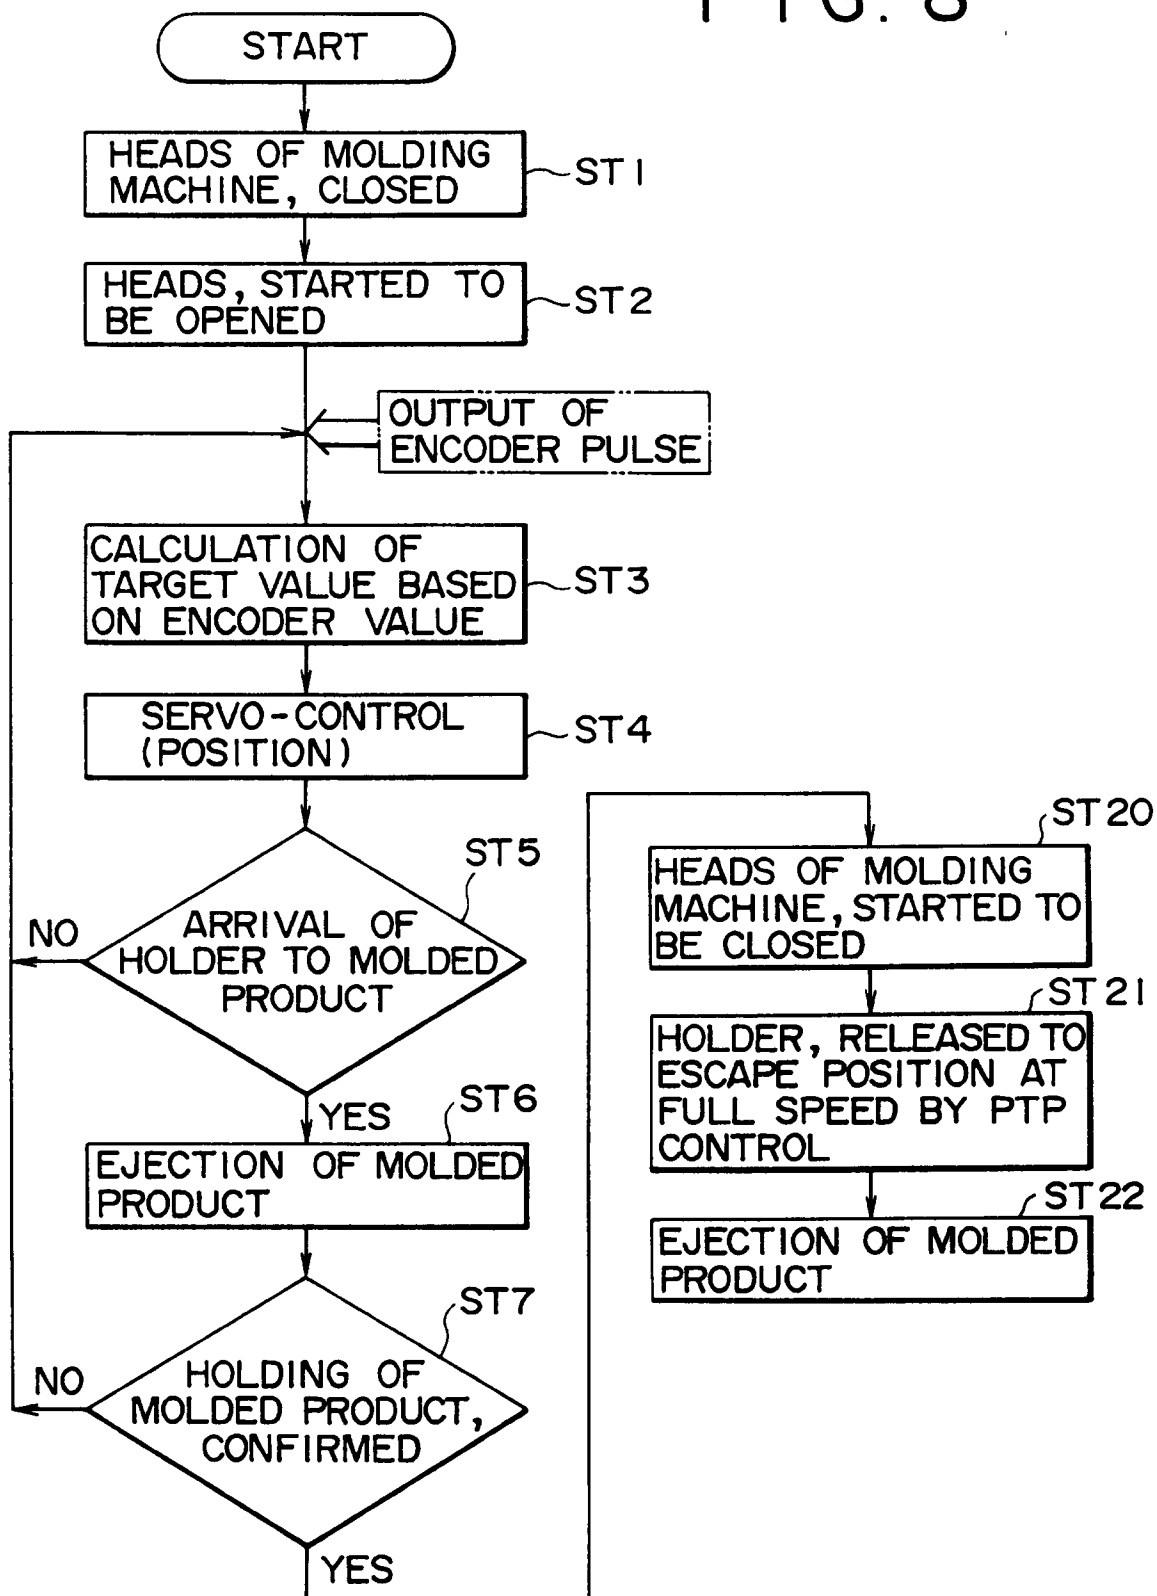 FIG. 8
START
HEADS OF MOLDING
MACHINE, CLOSED
ST1
HEADS, STARTED TO
BE OPENED
ST2
OUTPUT OF
ENCODER PULSE
CALCULATION OF
TARGET VALUE BASED
ON ENCODER VALUE
ST3
SERVO-CONTROL
(POSITION)
ST4
ST5
ARRIVAL OF
HOLDER TO MOLDED
PRODUCT
NO
YES
ST6
EJECTION OF MOLDED
PRODUCT
ST7
HOLDING OF
MOLDED PRODUCT,
CONFIRMED
NO
YES
ST20
HEADS OF MOLDING
MACHINE, STARTED TO
BE CLOSED
ST21
HOLDER, RELEASED TO
ESCAPE POSITION AT
FULL SPEED BY PTP
CONTROL
ST22
EJECTION OF MOLDED
PRODUCT